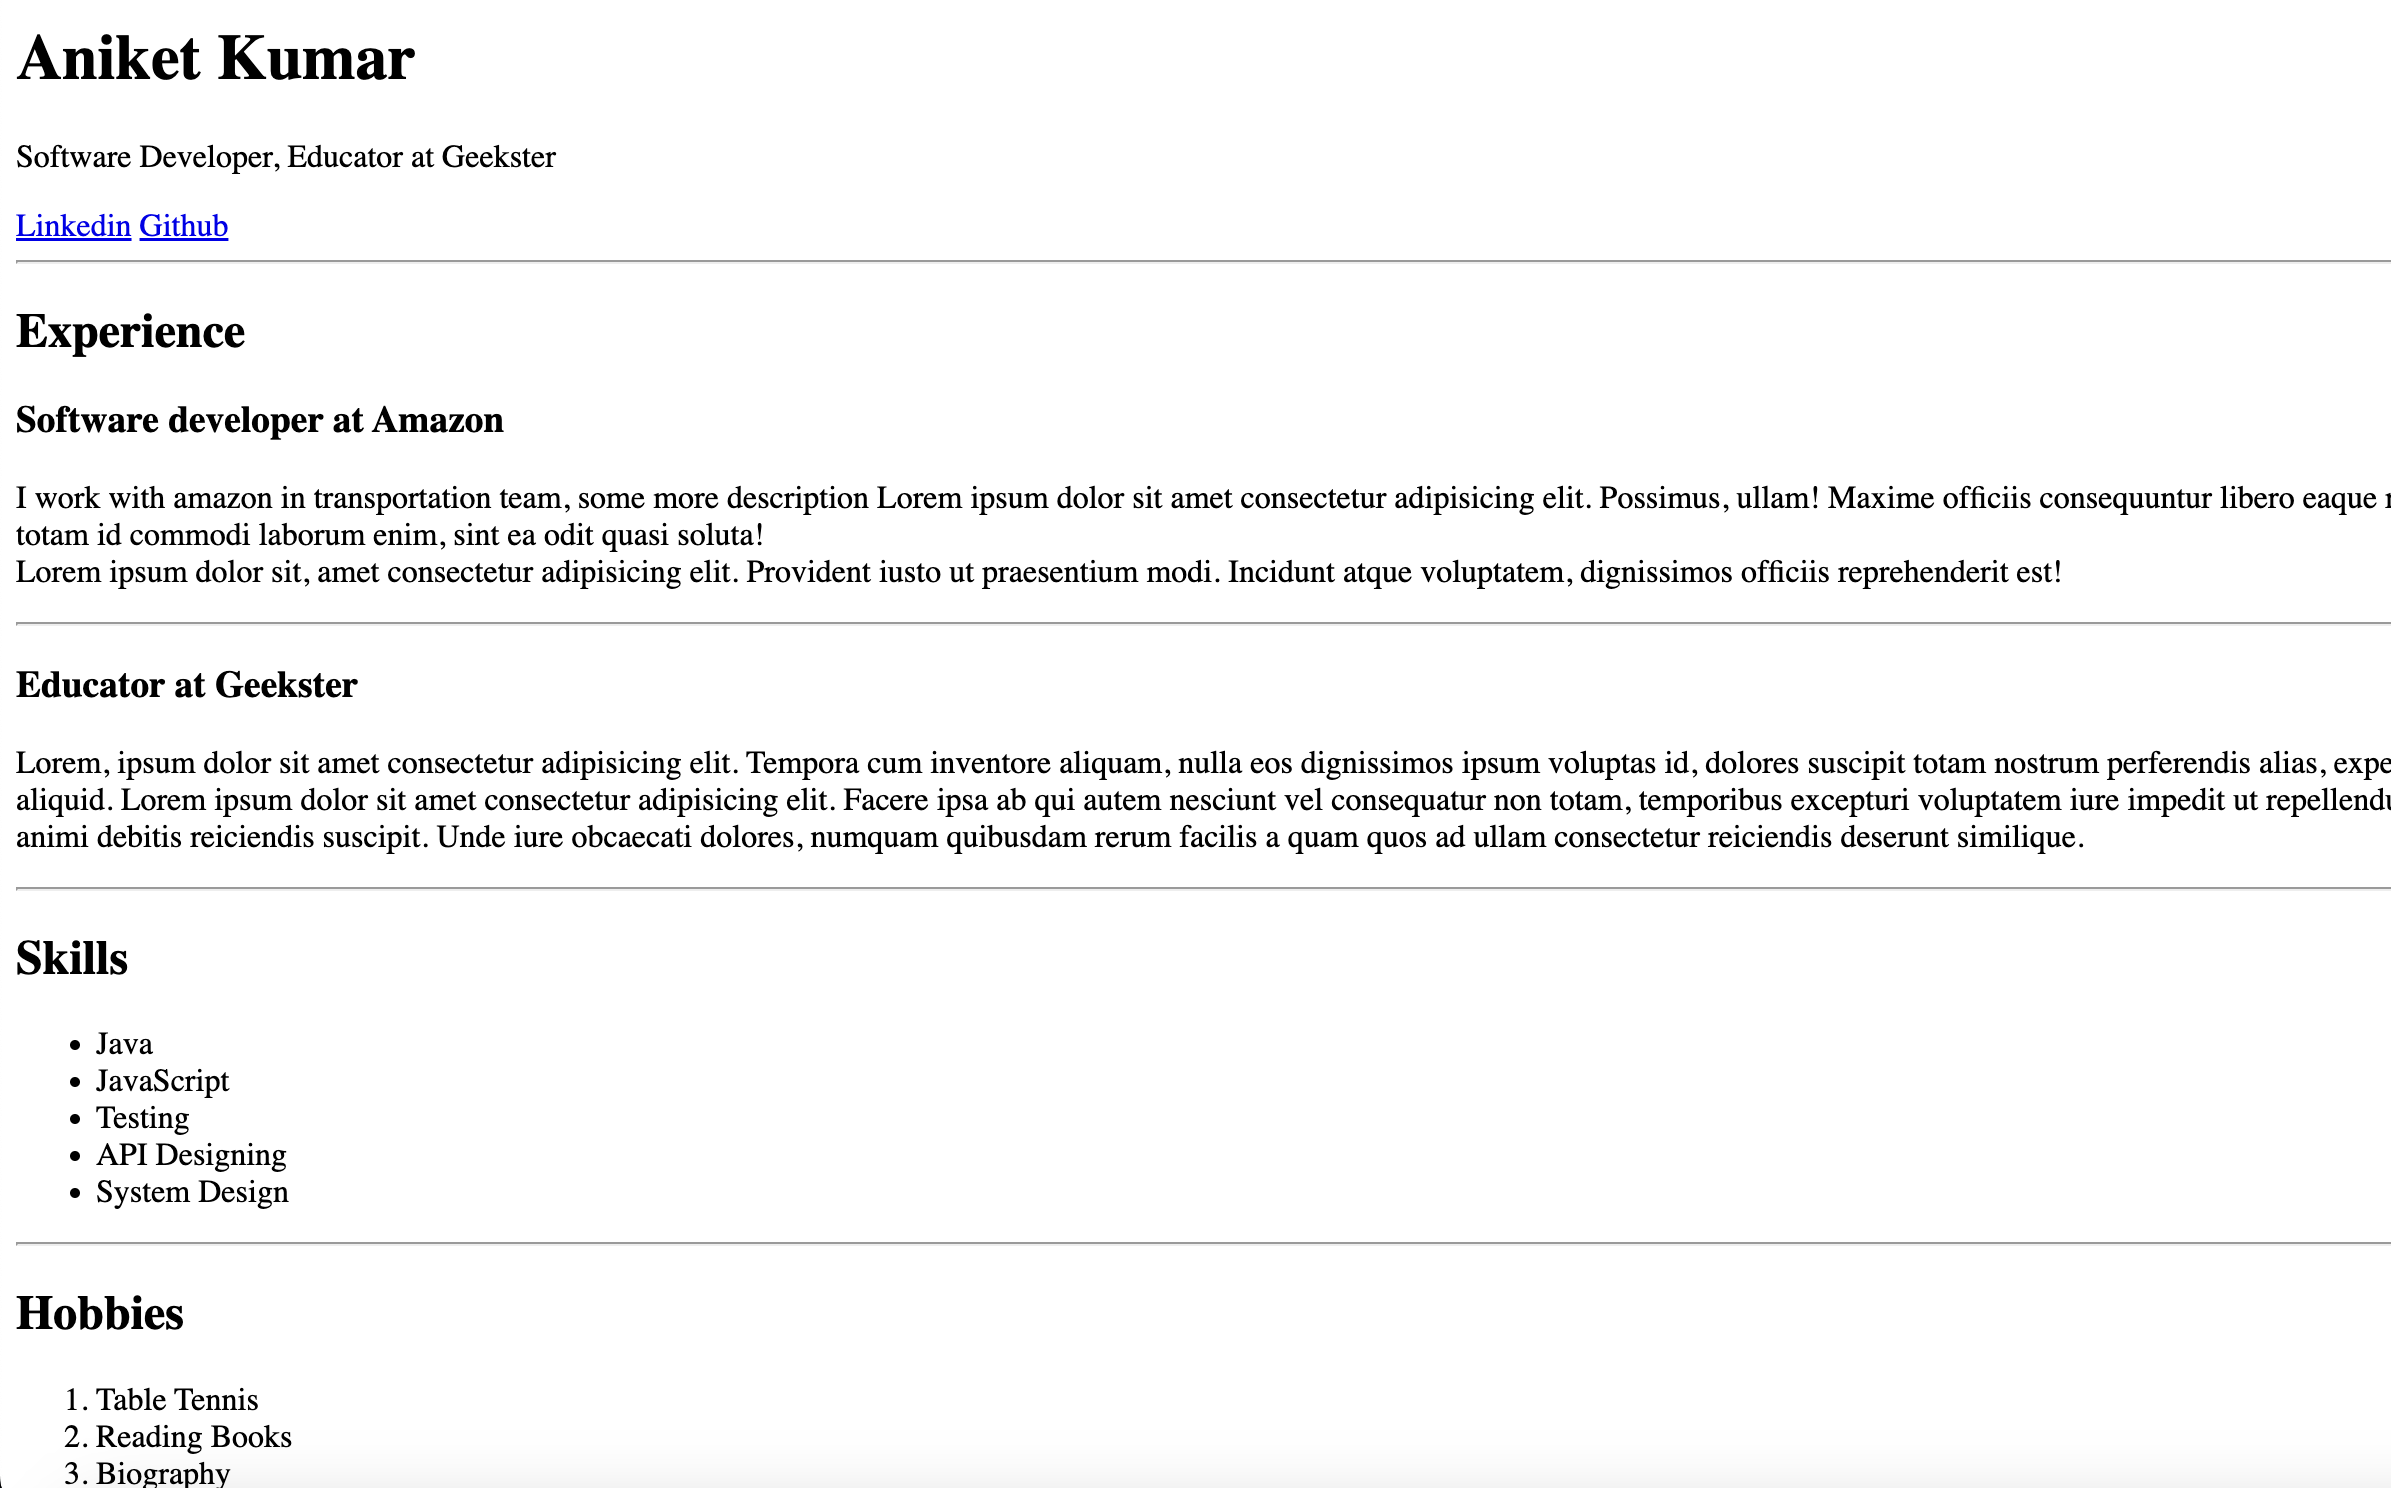 Aniket Kumar
Software Developer, Educator at Geekster
Linkedin Github
Experience
Software developer at Amazon
I work with amazon in transportation team, some more description Lorem ipsum dolor sit amet consectetur adipisicing elit. Possimus, ullam! Maxime officiis consequuntur libero eaque
totam id commodi laborum enim, sint ea odit quasi soluta!
Lorem ipsum dolor sit, amet consectetur adipisicing elit. Provident iusto ut praesentium modi. Incidunt atque voluptatem, dignissimos officiis reprehenderit est!
Educator at Geekster
Lorem, ipsum dolor sit amet consectetur adipisicing elit. Tempora cum inventore aliquam, nulla eos dignissimos ipsum voluptas id, dolores suscipit totam nostrum perferendis alias,
aliquid. Lorem ipsum dolor sit amet consectetur adipisicing elit. Facere ipsa ab qui autem nesciunt vel consequatur non totam, temporibus excepturi voluptatem iure impedit ut
animi debitis reiciendis suscipit. Unde iure obcaecati dolores, numquam quibusdam rerum facilis a quam quos ad ullam consectetur reiciendis deserunt similique.
Skills
• Java
• JavaScript
• Testing
• API Designing
• System Design
Hobbies
1. Table Tennis
2. Reading Books
3. Biography